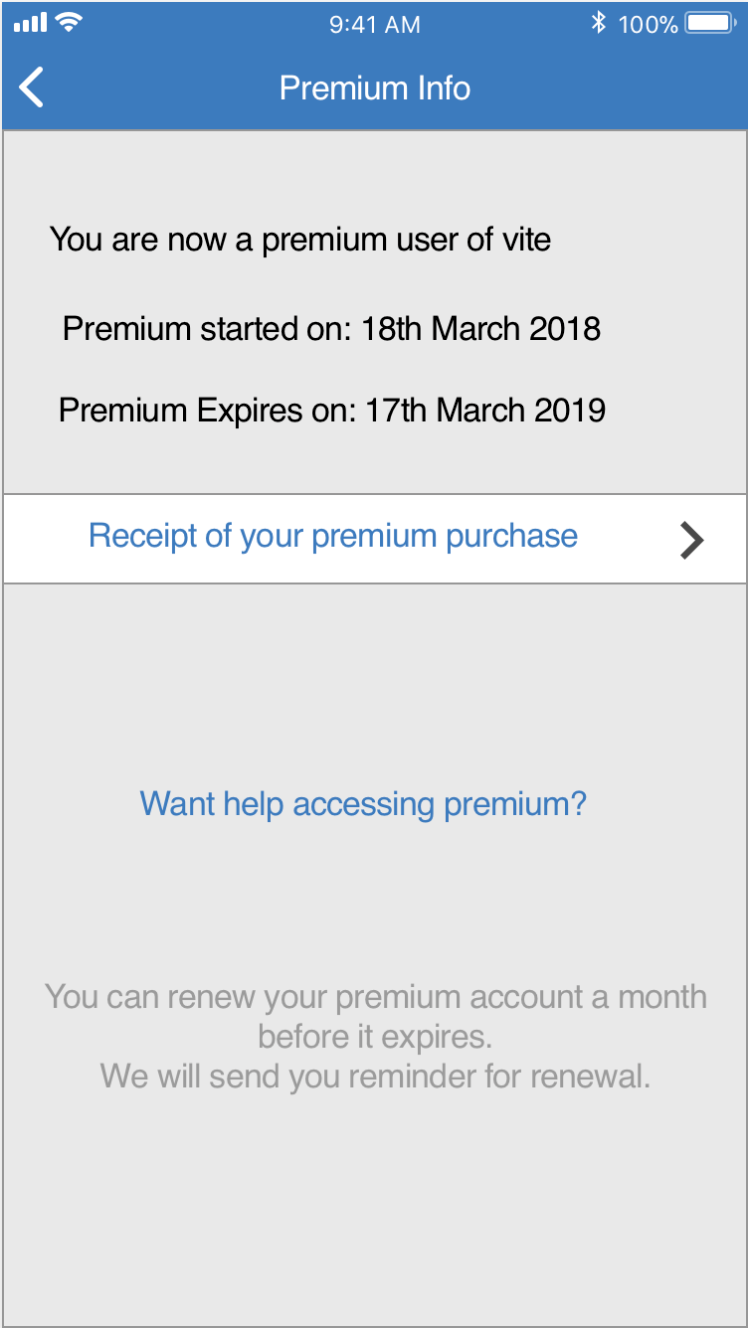 9:41 AM
100%
Premium Info
You are now a premium user of vite
Premium started on: 18th March 2018
Premium Expires on: 17th March 2019
Receipt of your premium purchase
Want help accessing premium?
You can renew your premium account a month
before it expires.
We will send you reminder for renewal.